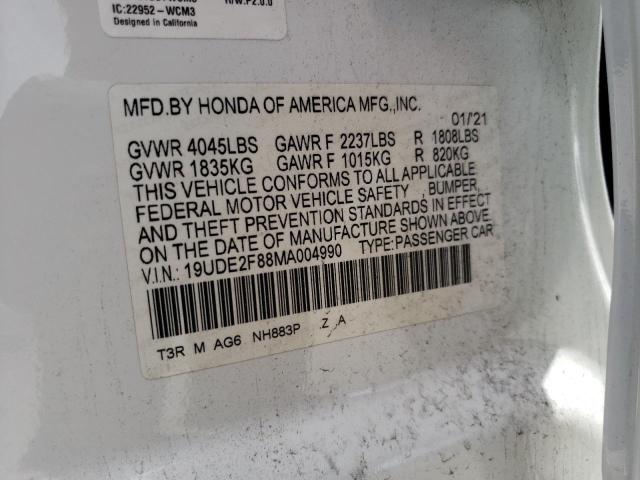 IC:22952-WCM3
Designed in California
MFD.BY HONDA OF AMERICA MFG.,INC.
01/'21
GVWR 4045LBS GAWR F 2237LBS R 1808LBS
GVWR 1835KG GAWR F 1015KG R 820KG
THIS VEHICLE CONFORMS TO ALL APPLICABLE
FEDERAL MOTOR VEHICLE SAFETY , BUMPER,
AND THEFT PREVENTION STANDARDS IN EFFECT
ON THE DATE OF MANUFACTURE SHOWN ABOVE.
V.I.N.: 19UDE2F88MA004990 TYPE:PASSENGER CAR
T3R M AG6 NH883P .Z .A